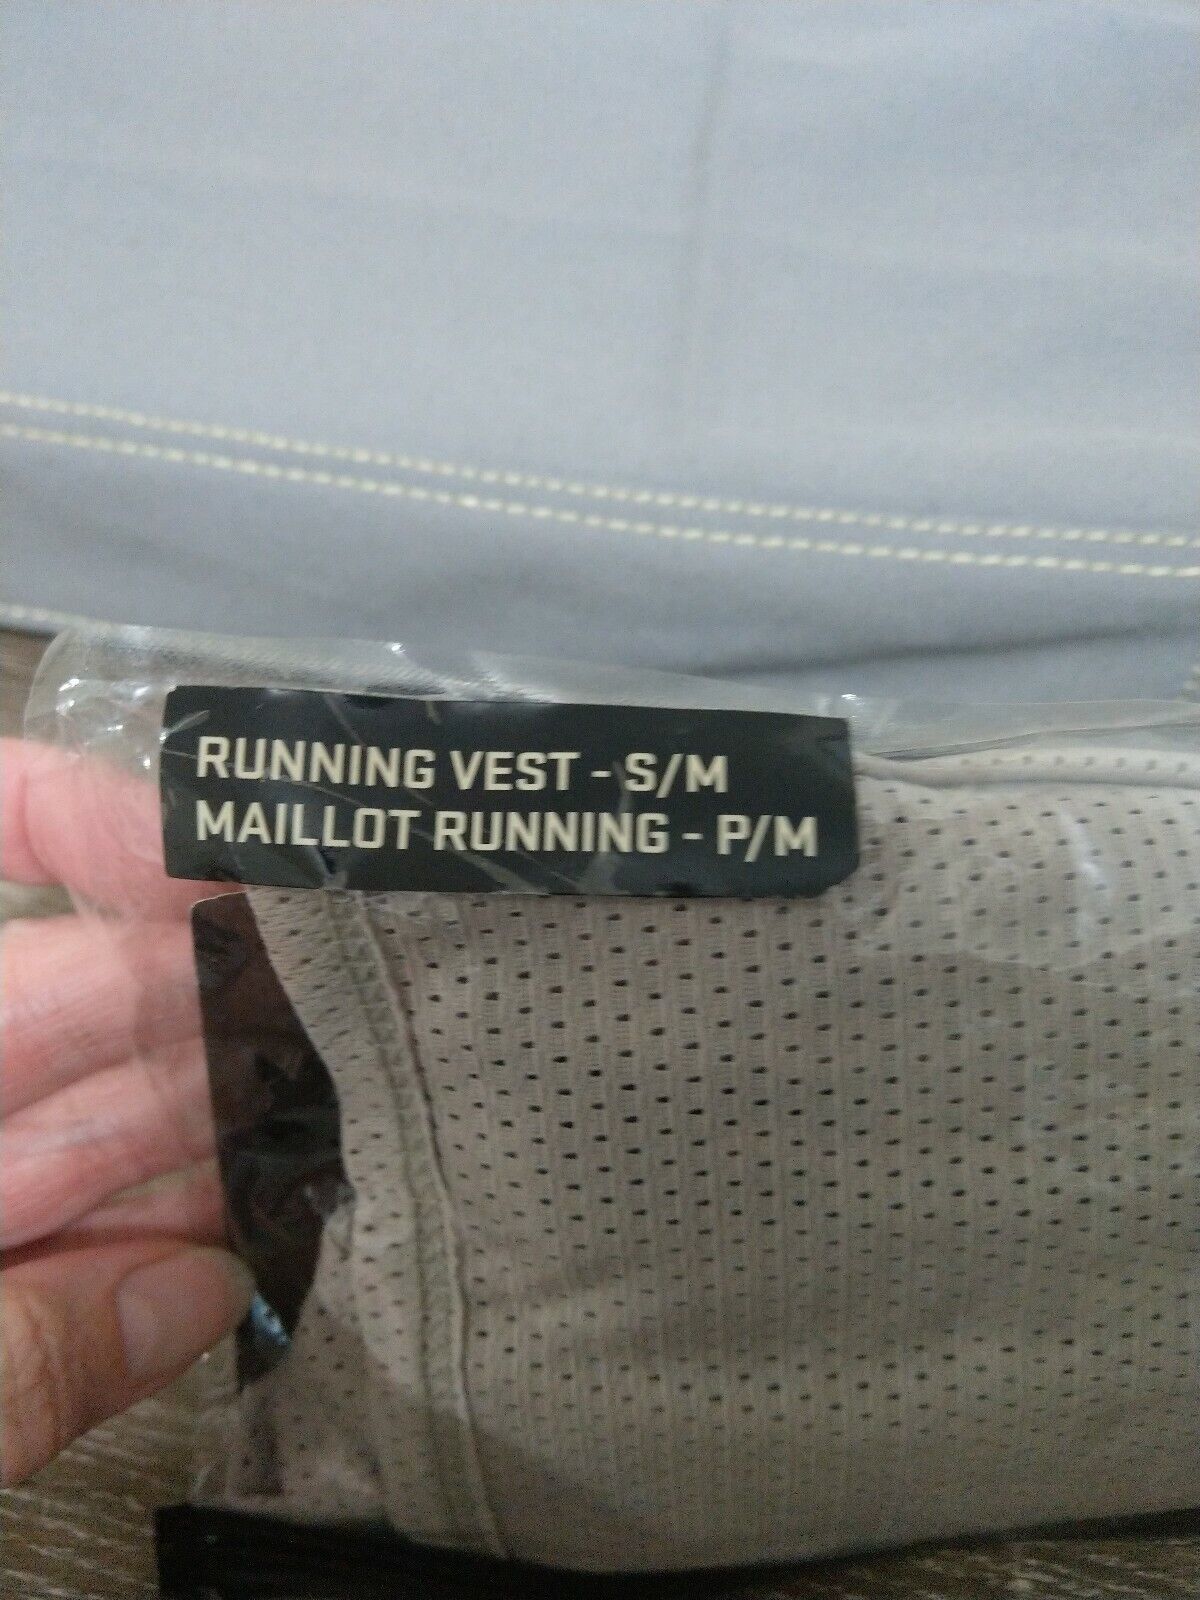 RUNNING VEST - S/M
MAILLOT RUNNING - P/M